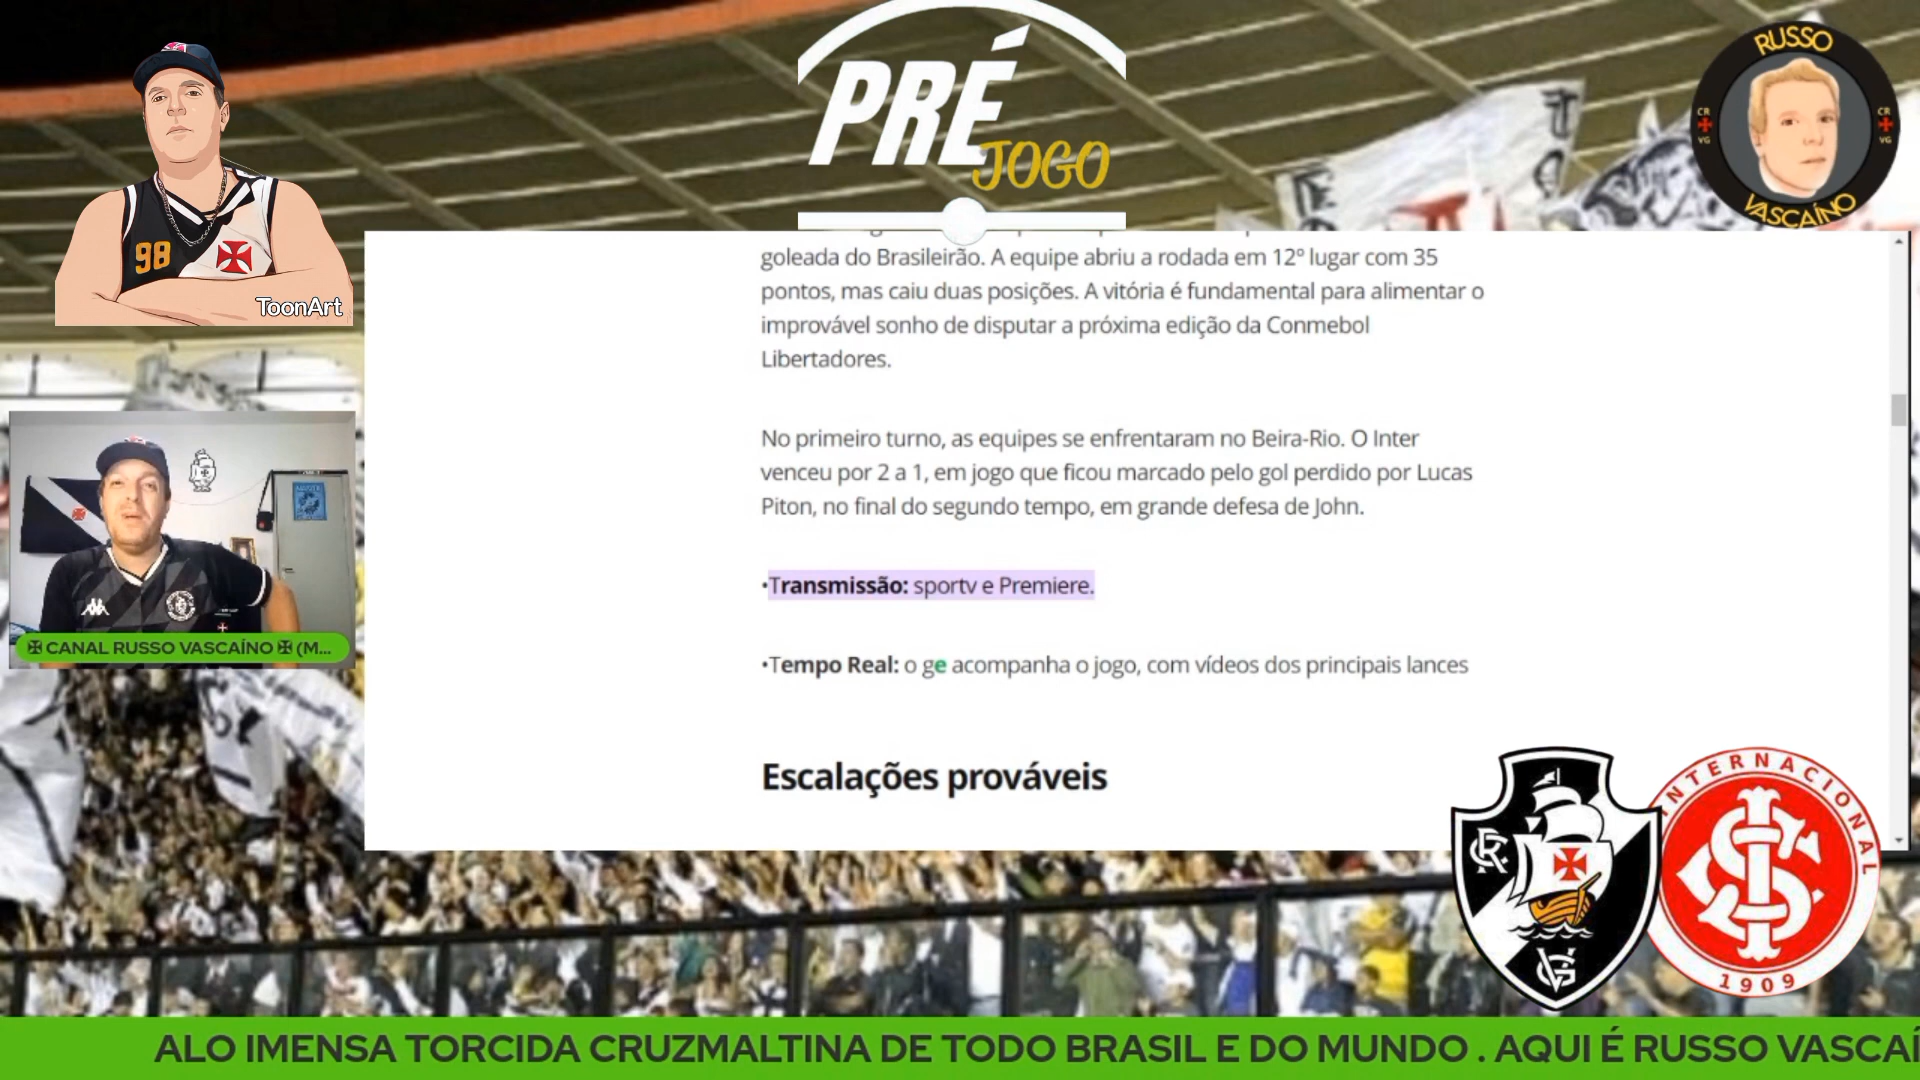 PRÉ
JOGO
RUSSO
CR
VG
CR
VG
VASCAÍNO
98
ToonArt
goleada do Brasileirão. A equipe abriu a rodada em 12º lugar com 35
pontos, mas caiu duas posições. A vitória é fundamental para alimentar o
improvável sonho de disputar a próxima edição da Conmebol
Libertadores.
No primeiro turno, as equipes se enfrentaram no Beira-Rio. O Inter
venceu por 2 a 1, em jogo que ficou marcado pelo gol perdido por Lucas
Piton, no final do segundo tempo, em grande defesa de John.
•Transmissão: sportv e Premiere.
•Tempo Real: o ge acompanha o jogo, com vídeos dos principais lances
Escalações prováveis
✠ CANAL RUSSO VASCAÍNO ✠ (M...
INTERNACIONAL
1909
ALO IMENSA TORCIDA CRUZMALTINA DE TODO BRASIL E DO MUNDO . AQUI É RUSSO VASCAÍ